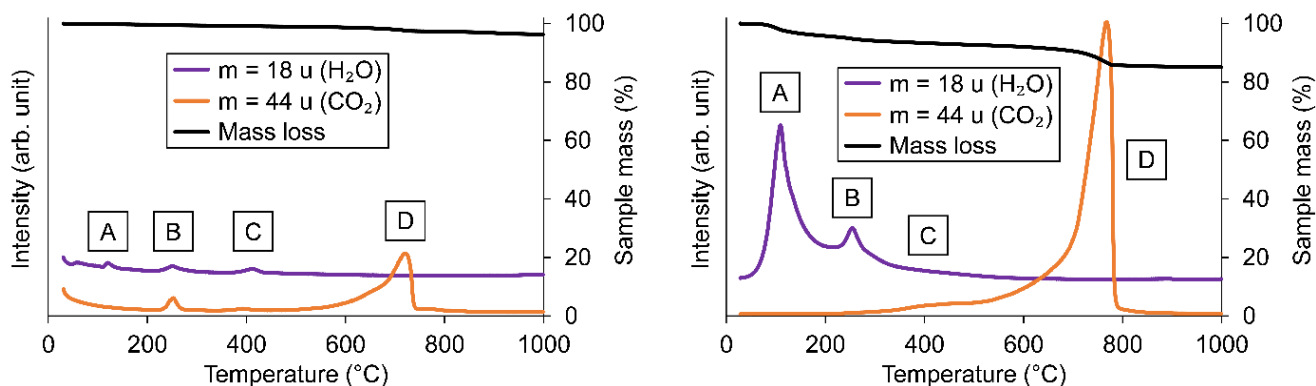 Intensity (arb. unit)
m = 18 u (H₂O)
m = 44 u (CO₂)
Mass loss
A
B
C
D
100
80
60
40
20
0
Sample mass (%)
0
200
400
600
800
1000
Temperature (°C)
Intensity (arb. unit)
m = 18 u (H₂O)
m = 44 u (CO₂)
Mass loss
A
B
C
D
100
80
60
40
20
0
Sample mass (%)
0
200
400
600
800
1000
Temperature (°C)